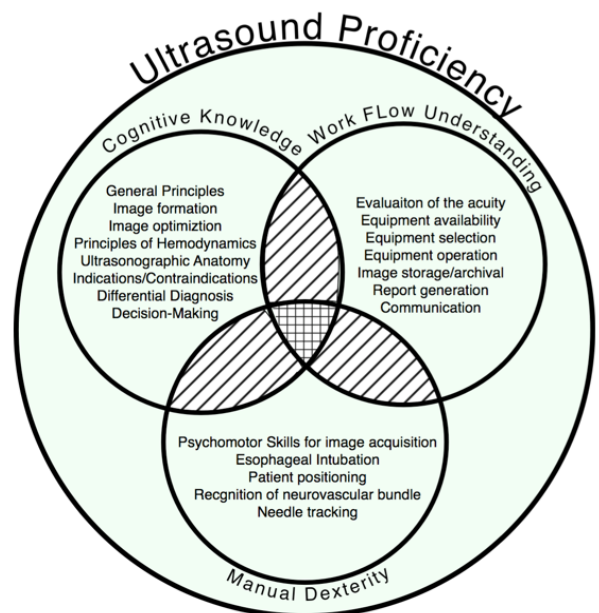 Ultrasound Proficiency
Cognitive Knowledge
General Principles
Image formation
Image optimiztion
Principles of Hemodynamics
Ultrasonographic Anatomy
Indications/Contraindications
Differential Diagnosis
Decision-Making
Work FLow Understanding
Evaluaiton of the acuity
Equipment availability
Equipment selection
Equipment operation
Image storage/archival
Report generation
Communication
Psychomotor Skills for image acquisition
Esophageal Intubation
Patient positioning
Recgnition of neurovascular bundle
Needle tracking
Manual Dexterity